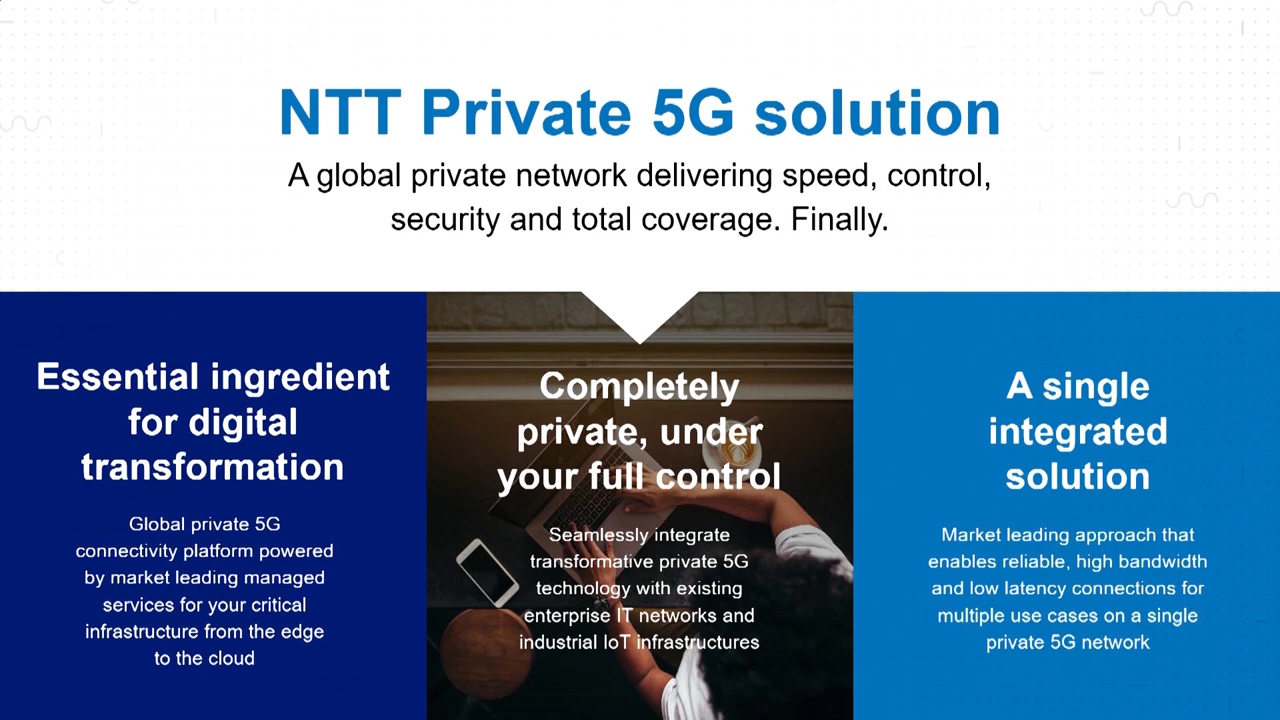 NTT Private 5G solution
A global private network delivering speed, control,
security and total coverage. Finally.
Essential ingredient
for digital
transformation
Global private 5G
connectivity platform powered
by market leading managed
services for your critical
infrastructure from the edge
to the cloud
Completely
private, under
your full control
Seamlessly integrate
transformative private 5G
technology with existing
enterprise IT networks and
industrial IoT infrastructures
A single
integrated
solution
Market leading approach that
enables reliable, high bandwidth
and low latency connections for
multiple use cases on a single
private 5G network